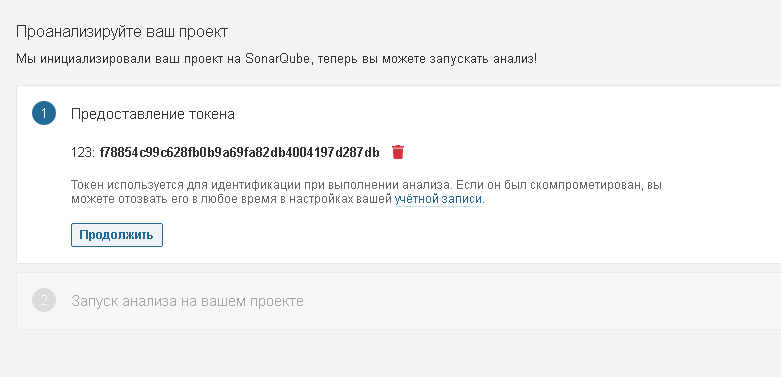 Проанализируйте ваш проект
Мы инициализировали ваш проект на SonarQube, теперь вы можете запускать анализ!
1 Предоставление токена
123: f78854c99c628fb0b9a69fa82db4004197d287db
Токен используется для идентификации при выполнении анализа. Если он был скомпрометирован, вы
можете отозвать его в любое время в настройках вашей учётной записи.
Продолжить
2 Запуск анализа на вашем проекте